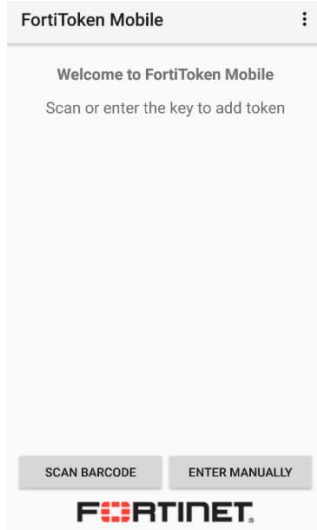 FortiToken Mobile
Welcome to FortiToken Mobile
Scan or enter the key to add token
SCAN BARCODE ENTER MANUALLY
FORTINET.